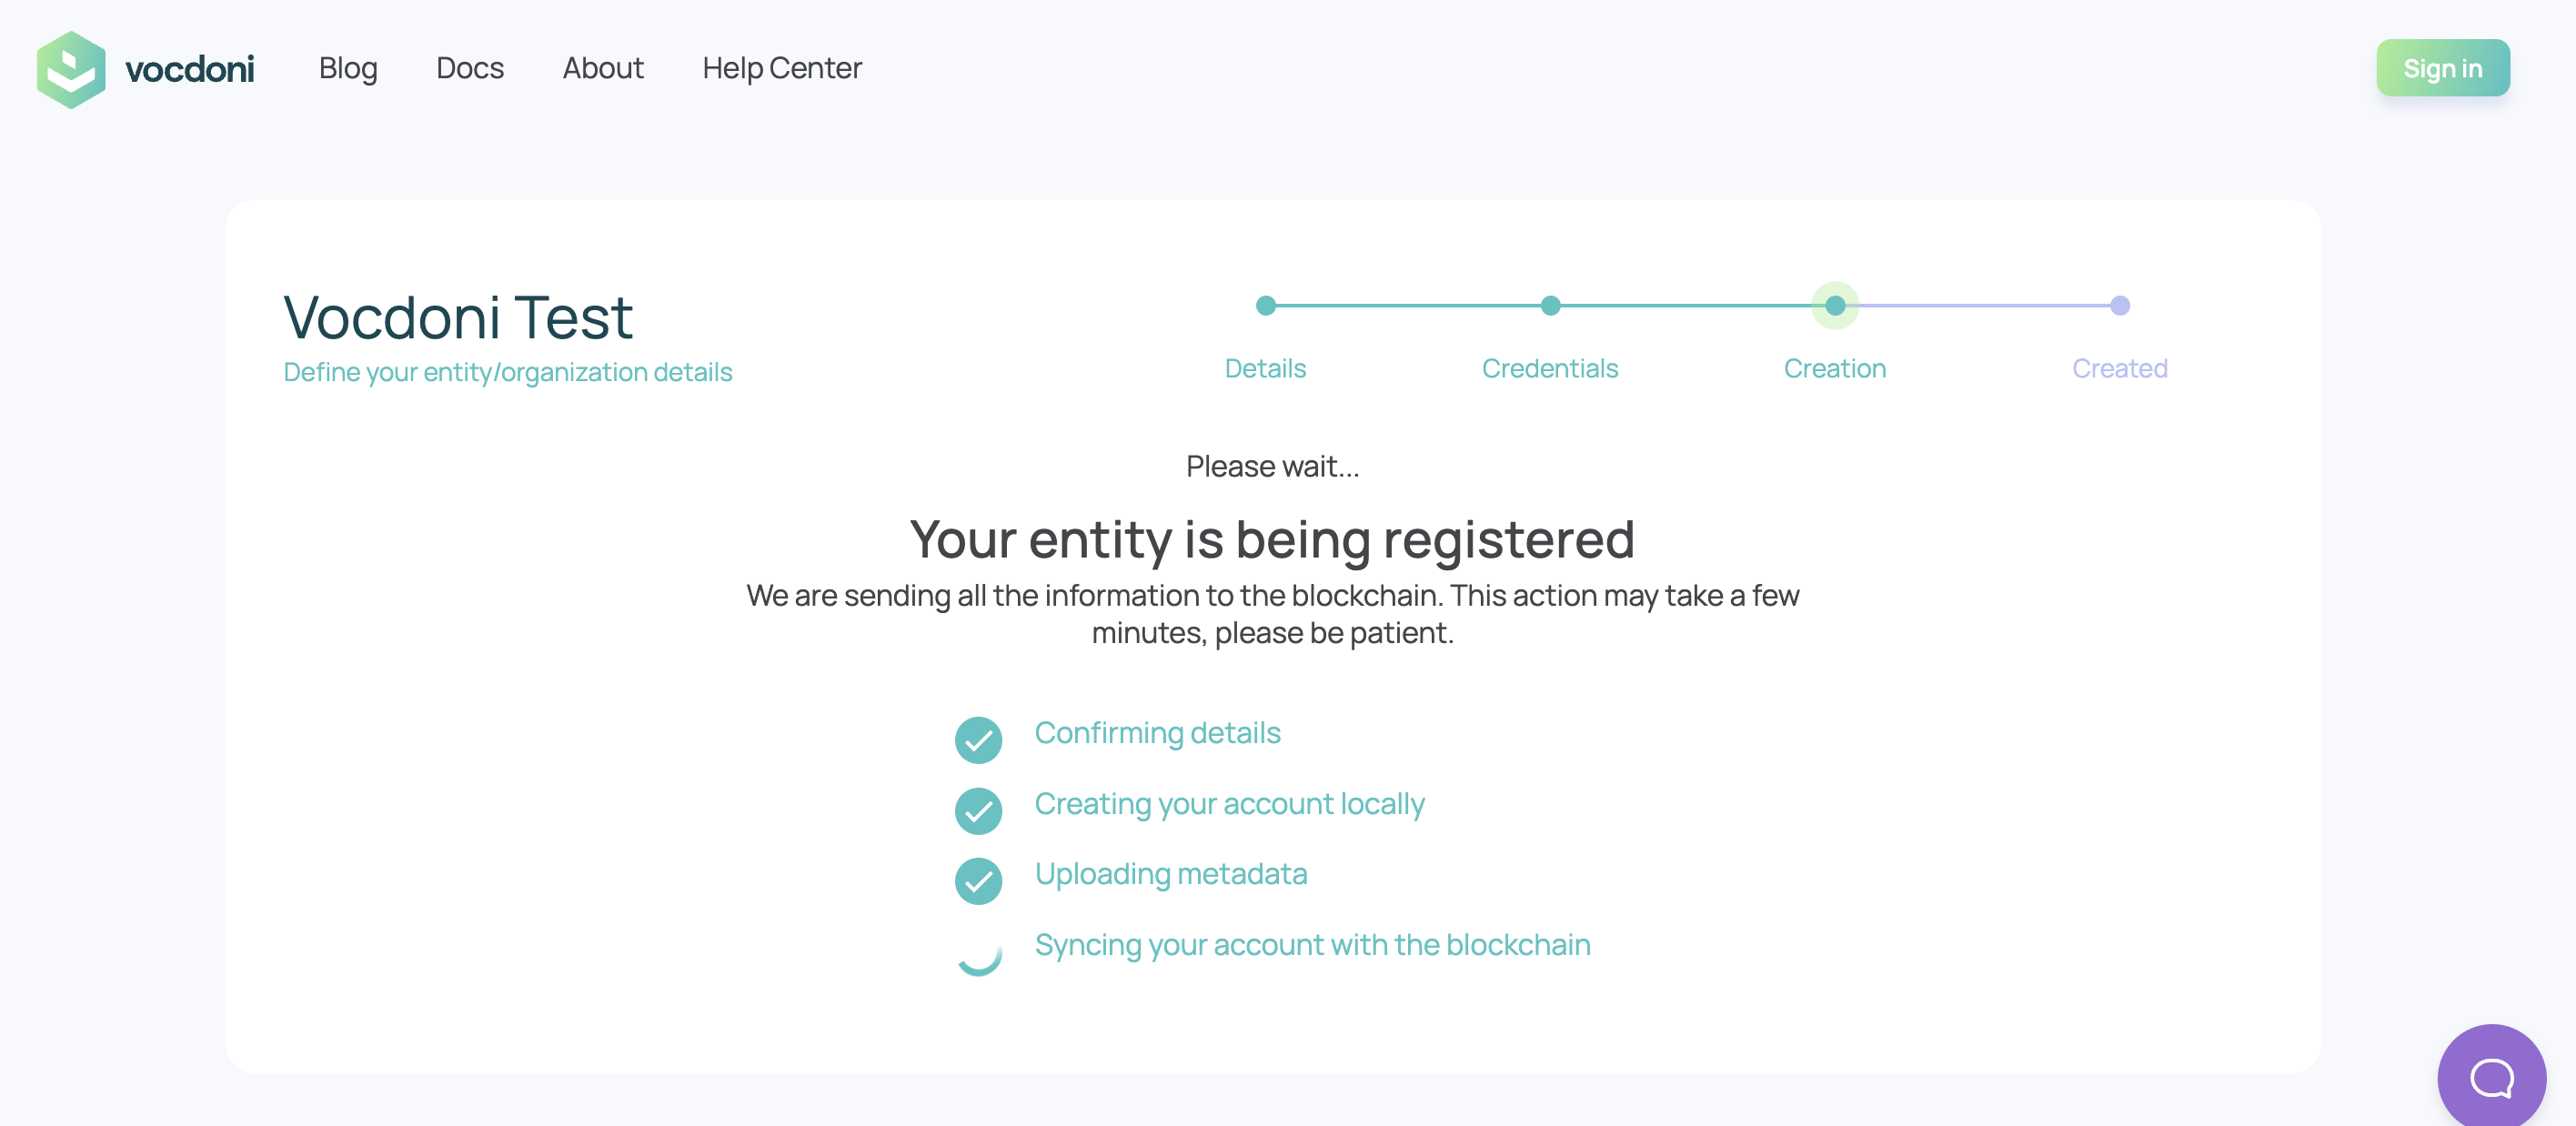 vocdoni
Blog
Docs
About
Help Center
Sign in
Vocdoni Test
Define your entity/organization details
Details
Credentials
Creation
Created
Please wait...
Your entity is being registered
We are sending all the information to the blockchain. This action may take a few
minutes, please be patient.
Confirming details
Creating your account locally
Uploading metadata
Syncing your account with the blockchain